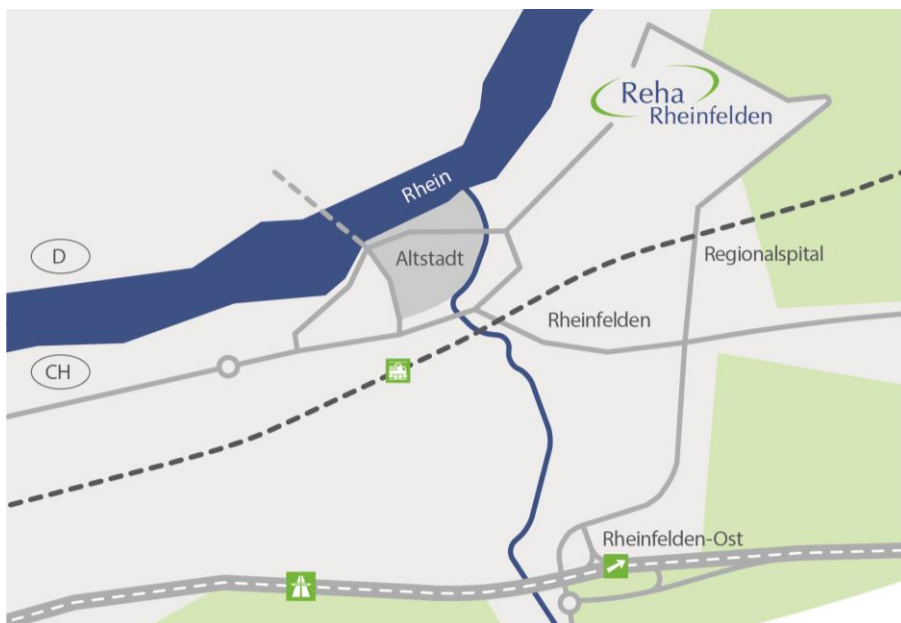 Reha
Rheinfelden
Rhein
D
Altstadt
Regionalspital
Rheinfelden
CH
Rheinfelden-Ost